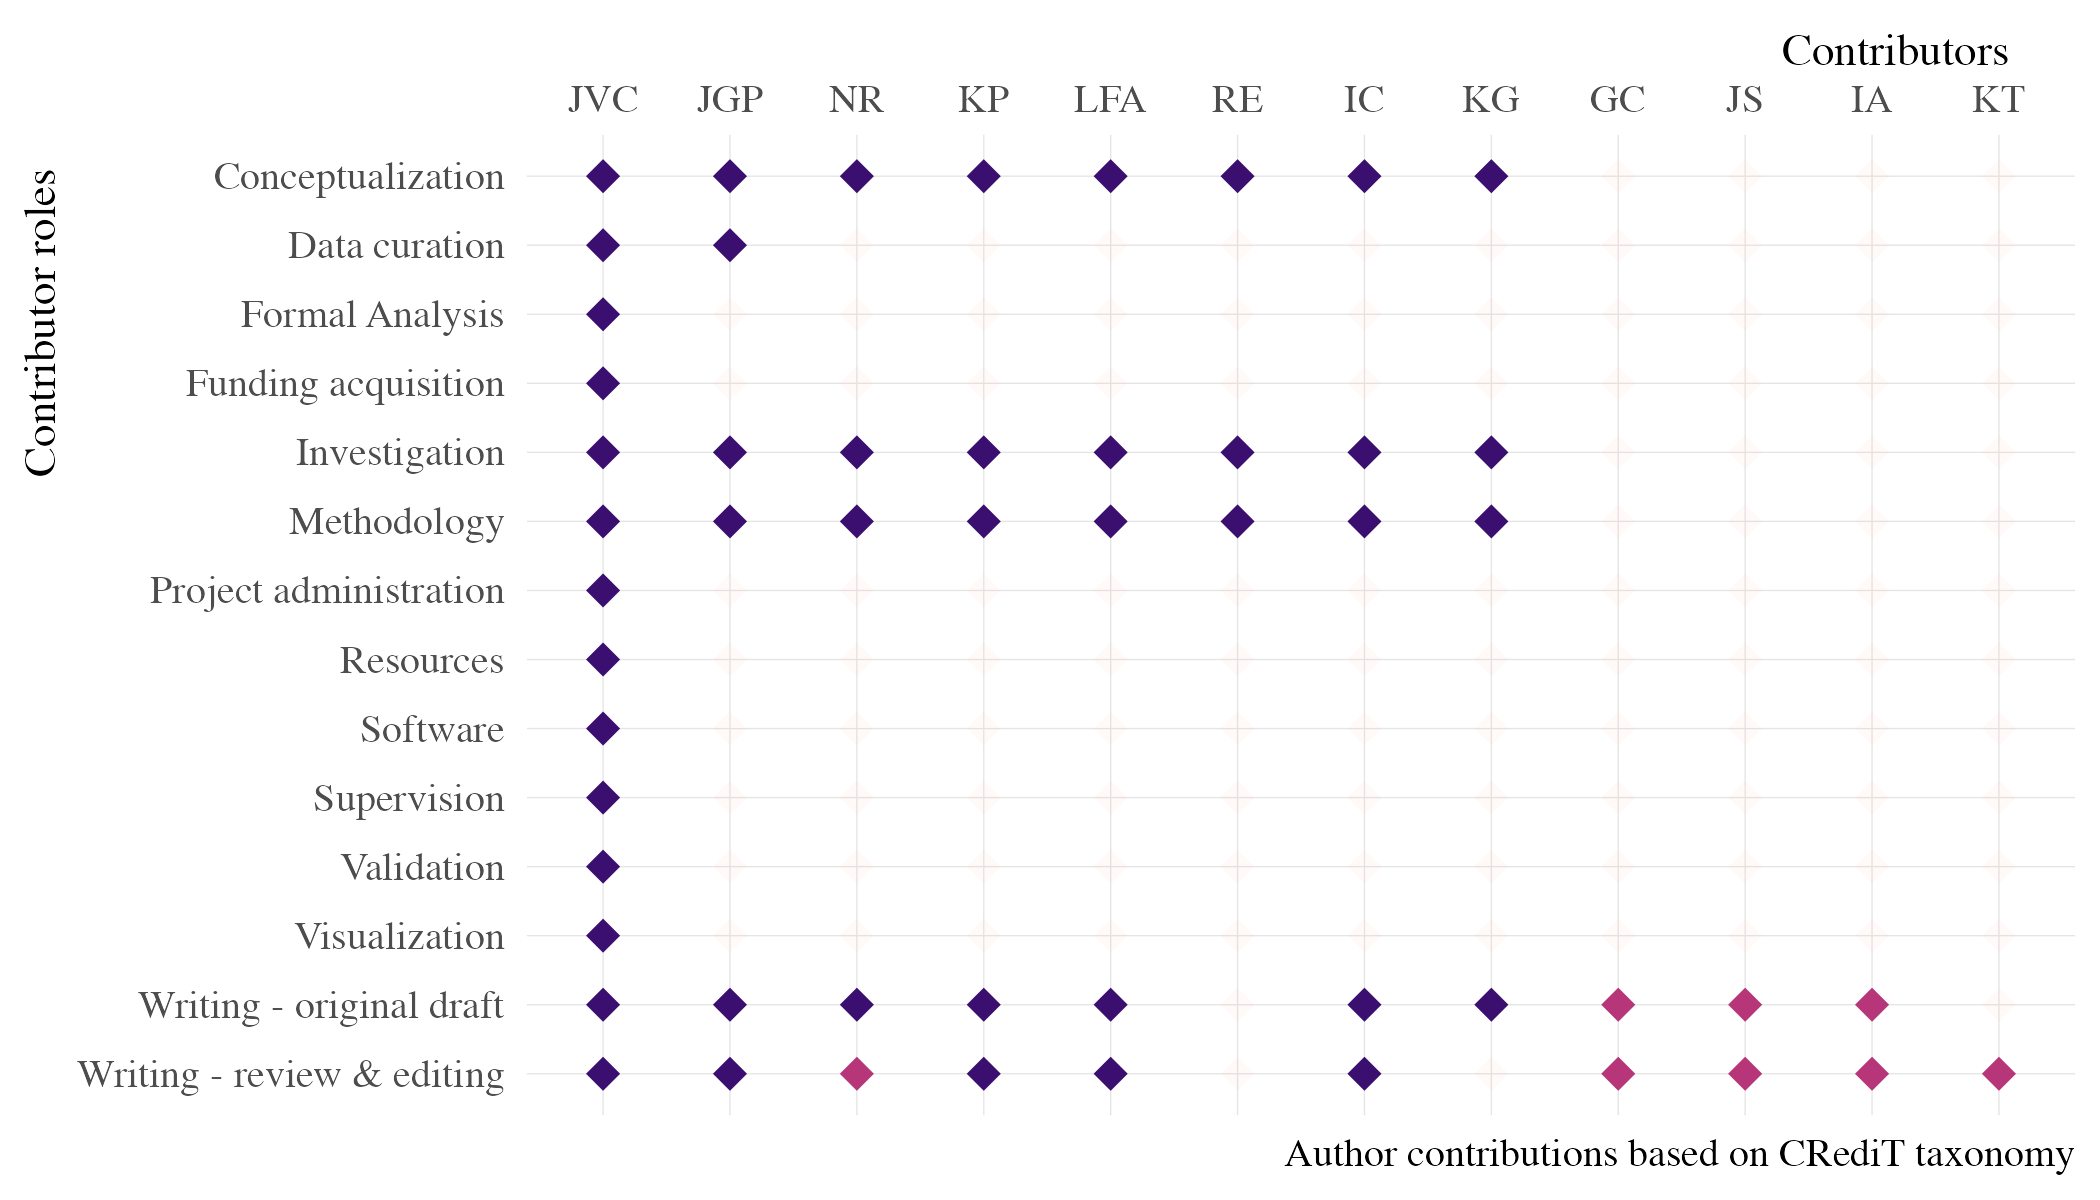 Contributors
JVC JGP NR KP LFA RE IC KG GC JS IA KT
Contributor roles
Conceptualization
Data curation
Formal Analysis
Funding acquisition
Investigation
Methodology
Project administration
Resources
Software
Supervision
Validation
Visualization
Writing - original draft
Writing - review & editing
Author contributions based on CRediT taxonomy